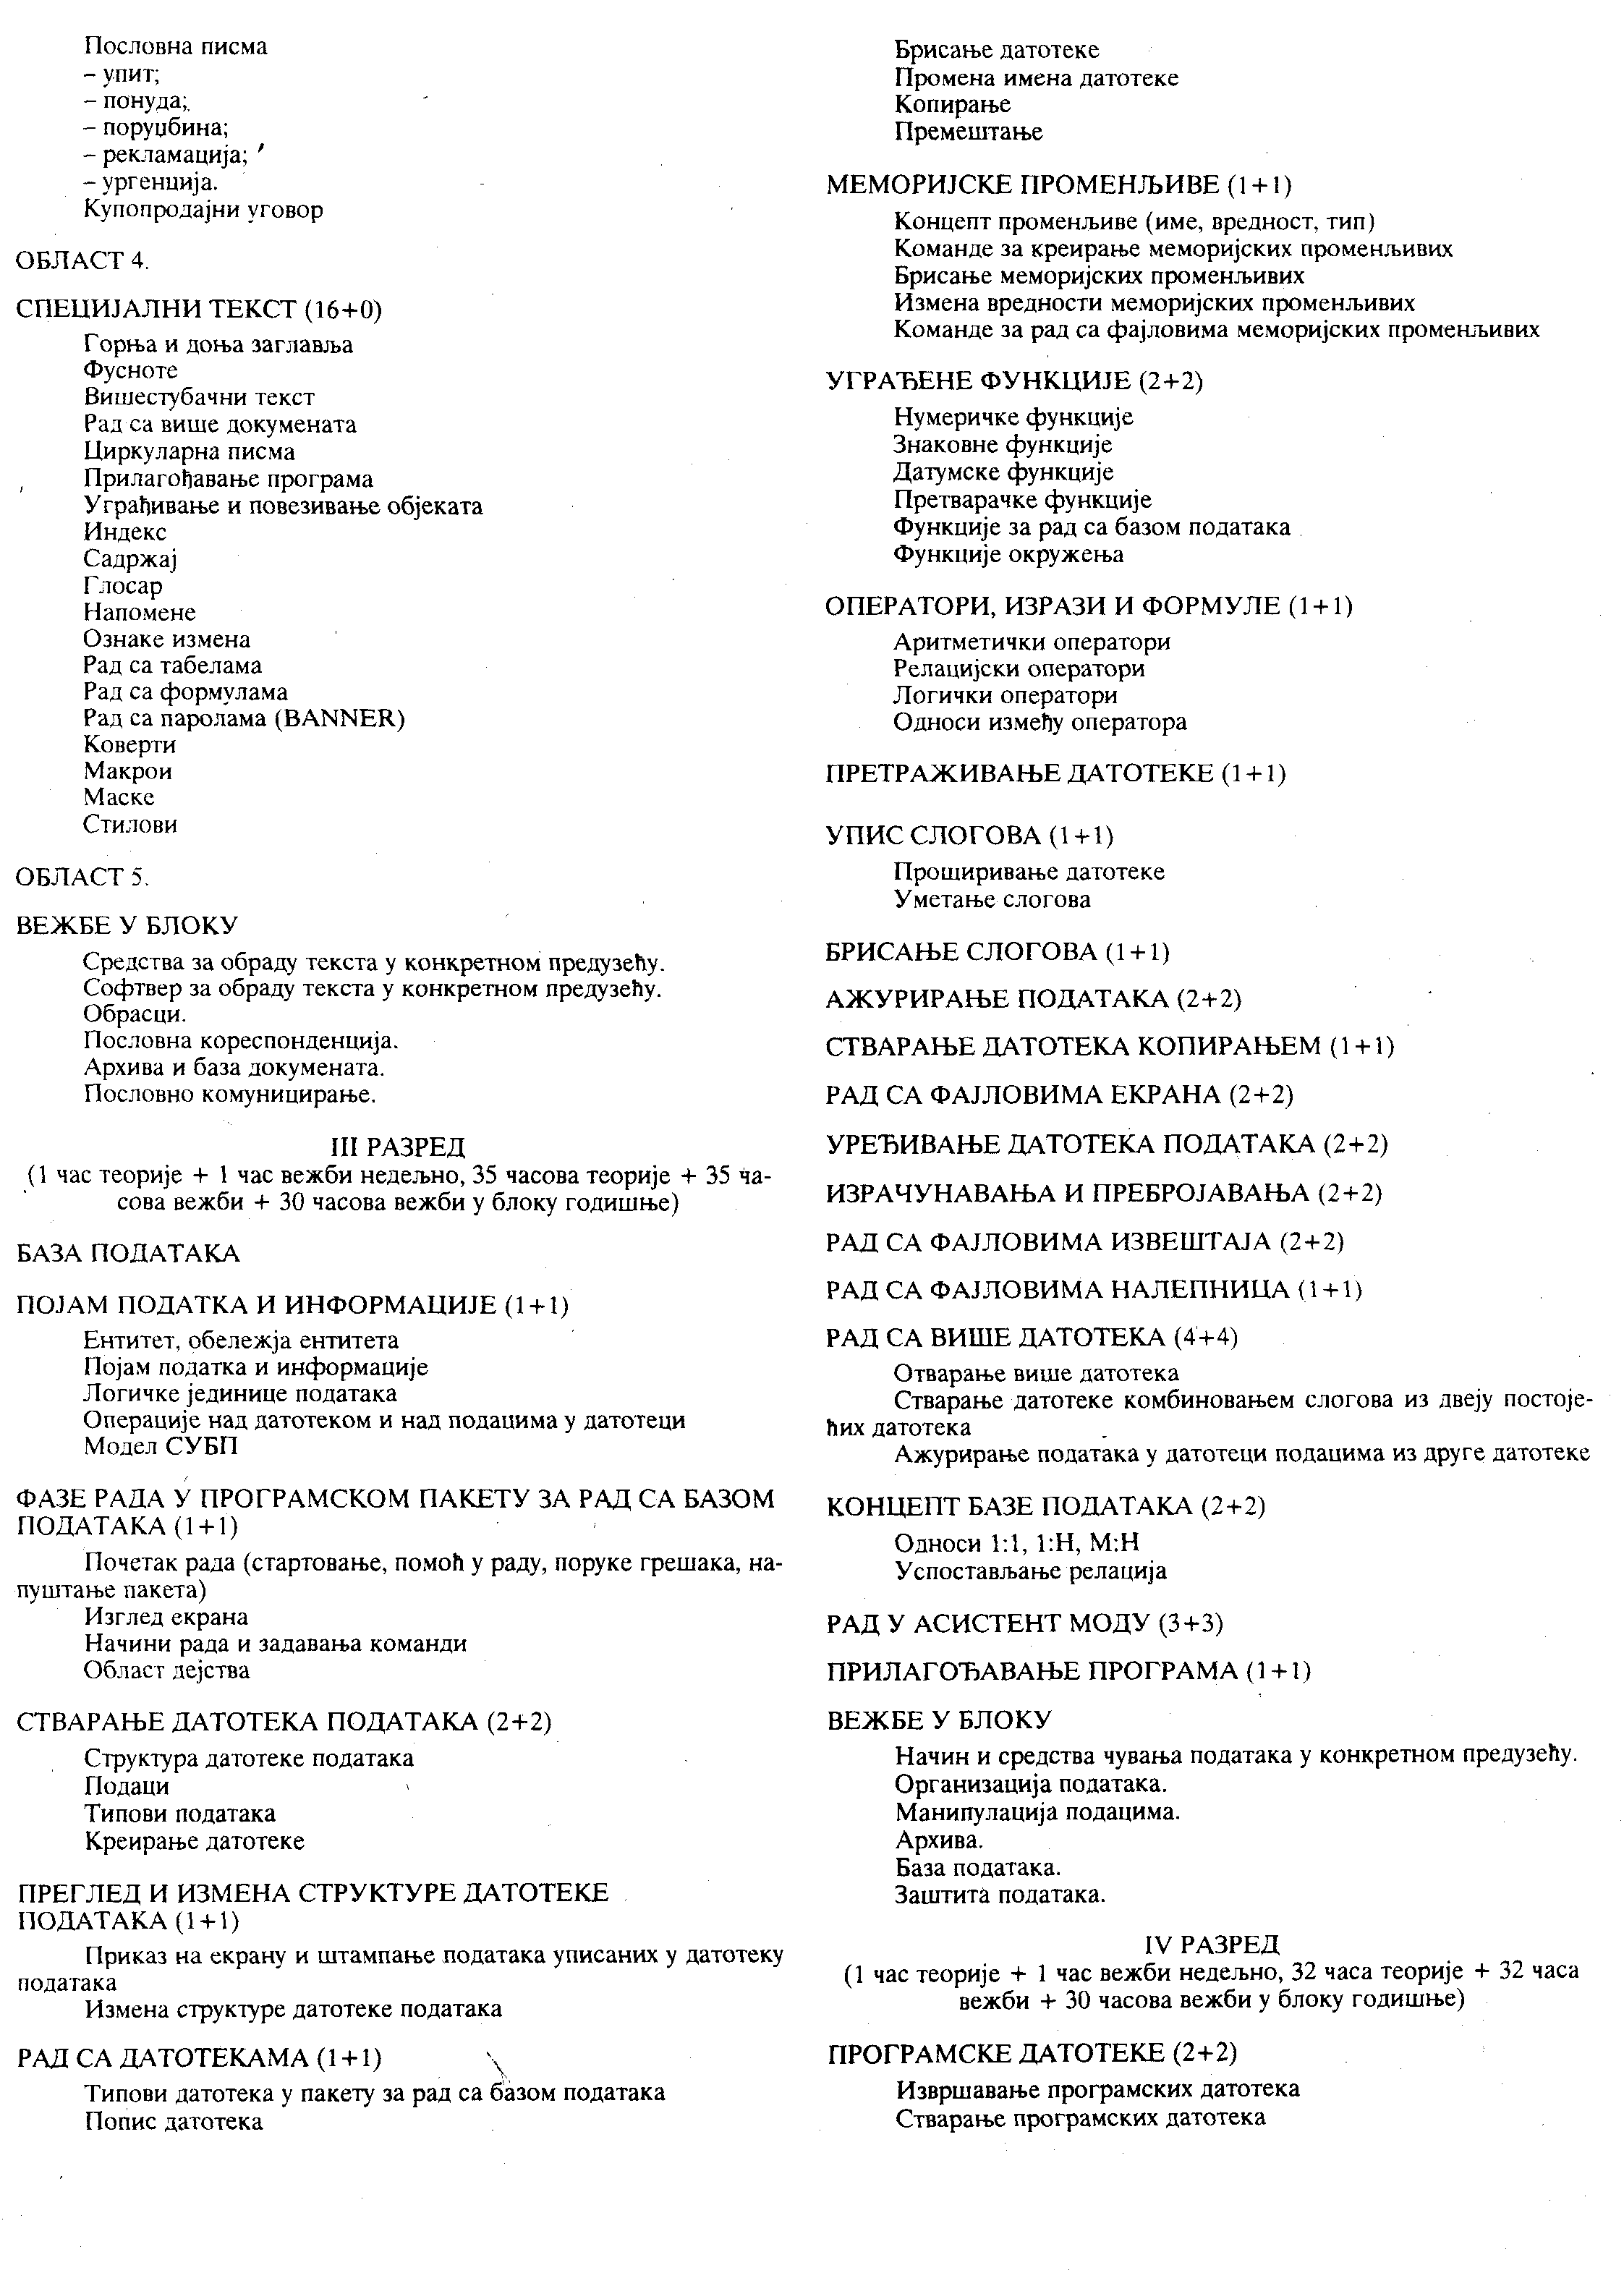 Пословна писма
– упит;
– понуда;
– поруџбина;
– рекламација;
– ургенција.
Купопродајни уговор
ОБЛАСТ 4.
СПЕЦИЈАЛНИ ТЕКСТ (16+0)
Горња и доња заглавља
Фусноте
Вишестубачни текст
Рад са више докумената
Циркуларна писма
Прилагођавање програма
Уграђивање и повезивање објеката
Индекс
Садржај
Глосар
Напомене
Ознаке измена
Рад са табелама
Рад са формулама
Рад са паролама (BANNER)
Коверти
Макрои
Маске
Стилови
ОБЛАСТ 5.
ВЕЖБЕ У БЛОКУ
Средства за обраду текста у конкретном предузећу.
Софтвер за обраду текста у конкретном предузећу.
Обрасци.
Пословна кореспонденција.
Архива и база докумената.
Пословно комуницирање.
III РАЗРЕД
(1 час теорије + 1 час вежби недељно, 35 часова теорије + 35 ча-
сова вежби + 30 часова вежби у блоку годишње)
БАЗА ПОДАТАКА
ПОЈАМ ПОДАТКА И ИНФОРМАЦИЈЕ (1+1)
Ентитет, обележја ентитета
Појам податка и информације
Логичке јединице података
Операције над датотеком и над подацима у датотеци
Модел СУБП
ФАЗЕ РАДА У ПРОГРАМСКОМ ПАКЕТУ ЗА РАД СА БАЗОМ
ПОДАТАКА (1+1)
Почетак рада (стартовање, помоћ у раду, поруке грешака, на-
пуштање пакета)
Изглед екрана
Начини рада и задавања команди
Област дејства
СТВАРАЊЕ ДАТОТЕКА ПОДАТАКА (2+2)
Структура датотеке података
Подаци
Типови података
Креирање датотеке
ПРЕГЛЕД И ИЗМЕНА СТРУКТУРЕ ДАТОТЕКЕ
ПОДАТАКА (1+1)
Приказ на екрану и штампање података уписаних у датотеку
података
Измена структуре датотеке података
РАД СА ДАТОТЕКАМА (1+1)
Типови датотека у пакету за рад са базом података
Попис датотека
Брисање датотеке
Промена имена датотеке
Копирање
Премештање
МЕМОРИЈСКЕ ПРОМЕНЉИВЕ (1+1)
Концепт променљиве (име, вредност, тип)
Команде за креирање меморијских променљивих
Брисање меморијских променљивих
Измена вредности меморијских променљивих
Команде за рад са фајловима меморијских променљивих
УГРАЂЕНЕ ФУНКЦИЈЕ (2+2)
Нумеричке функције
Знаковне функције
Датумске функције
Претварачке функције
Функције за рад са базом података
Функције окружења
ОПЕРАТОРИ, ИЗРАЗИ И ФОРМУЛЕ (1+1)
Аритметички оператори
Релацијски оператори
Логички оператори
Односи између оператора
ПРЕТРАЖИВАЊЕ ДАТОТЕКЕ (1+1)
УПИС СЛОГОВА (1+1)
Проширивање датотеке
Уметање слогова
БРИСАЊЕ СЛОГОВА (1+1)
АЖУРИРАЊЕ ПОДАТАКА (2+2)
СТВАРАЊЕ ДАТОТЕКА КОПИРАЊЕМ (1+1)
РАД СА ФАЈЛОВИМА ЕКРАНА (2+2)
УРЕЂИВАЊЕ ДАТОТЕКА ПОДАТАКА (2+2)
ИЗРАЧУНАВАЊА И ПРЕБРОЈАВАЊА (2+2)
РАД СА ФАЈЛОВИМА ИЗВЕШТАЈА (2+2)
РАД СА ФАЈЛОВИМА НАЛЕПНИЦА (1+1)
РАД СА ВИШЕ ДАТОТЕКА (4+4)
Отварање више датотека
Стварање датотеке комбиновањем слогова из двеју постоје-
ћих датотека
Ажурирање података у датотеци подацима из друге датотеке
КОНЦЕПТ БАЗЕ ПОДАТАКА (2+2)
Односи 1:1, 1:Н, М:Н
Успостављање релација
РАД У АСИСТЕНТ МОДУ (3+3)
ПРИЛАГОЂАВАЊЕ ПРОГРАМА (1+1)
ВЕЖБЕ У БЛОКУ
Начин и средства чувања података у конкретном предузећу.
Организација података.
Манипулација подацима.
Архива.
База података.
Заштита података.
IV РАЗРЕД
(1 час теорије + 1 час вежби недељно, 32 часа теорије + 32 часа
вежби + 30 часова вежби у блоку годишње)
ПРОГРАМСКЕ ДАТОТЕКЕ (2+2)
Извршавање програмских датотека
Стварање програмских датотека